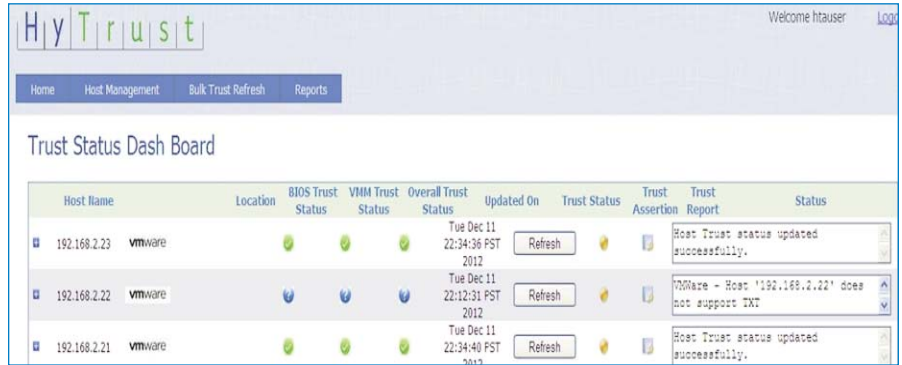 HyTrust
Welcome htauser
Logo
Home Host Management Bulk Trust Refresh Reports
Trust Status Dash Board
Host Name Location BIOS Trust Status VMM Trust Status Overall Trust Status Updated On Trust Status Trust Assertion Trust Report Status
192.168.2.23 vmware Tue Dec 11 22:34:36 PST 2012 Refresh Host Trust status updated successfully.
192.168.2.22 vmware Tue Dec 11 22:12:31 PST 2012 Refresh VMWare - Host '192.168.2.22' does not support TXT
192.168.2.21 vmware Tue Dec 11 22:34:40 PST 2012 Refresh Host Trust status updated successfully.